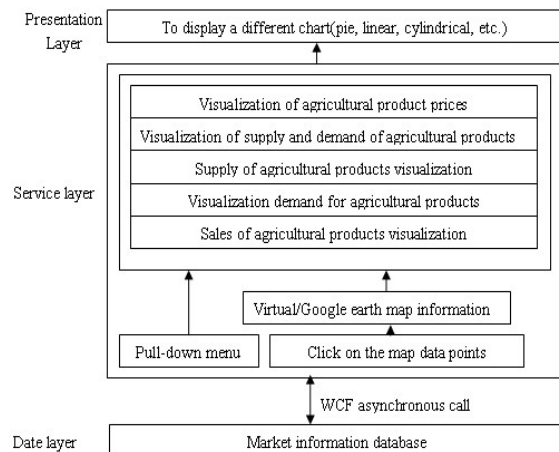 Presentation
Layer
To display a different chart(pie, linear, cylindrical, etc.)
Service layer
Visualization of agricultural product prices
Visualization of supply and demand of agricultural products
Supply of agricultural products visualization
Visualization demand for agricultural products
Sales of agricultural products visualization
Virtual/Google earth map information
Pull-down menu
Click on the map data points
WCF asynchronous call
Date layer
Market information database